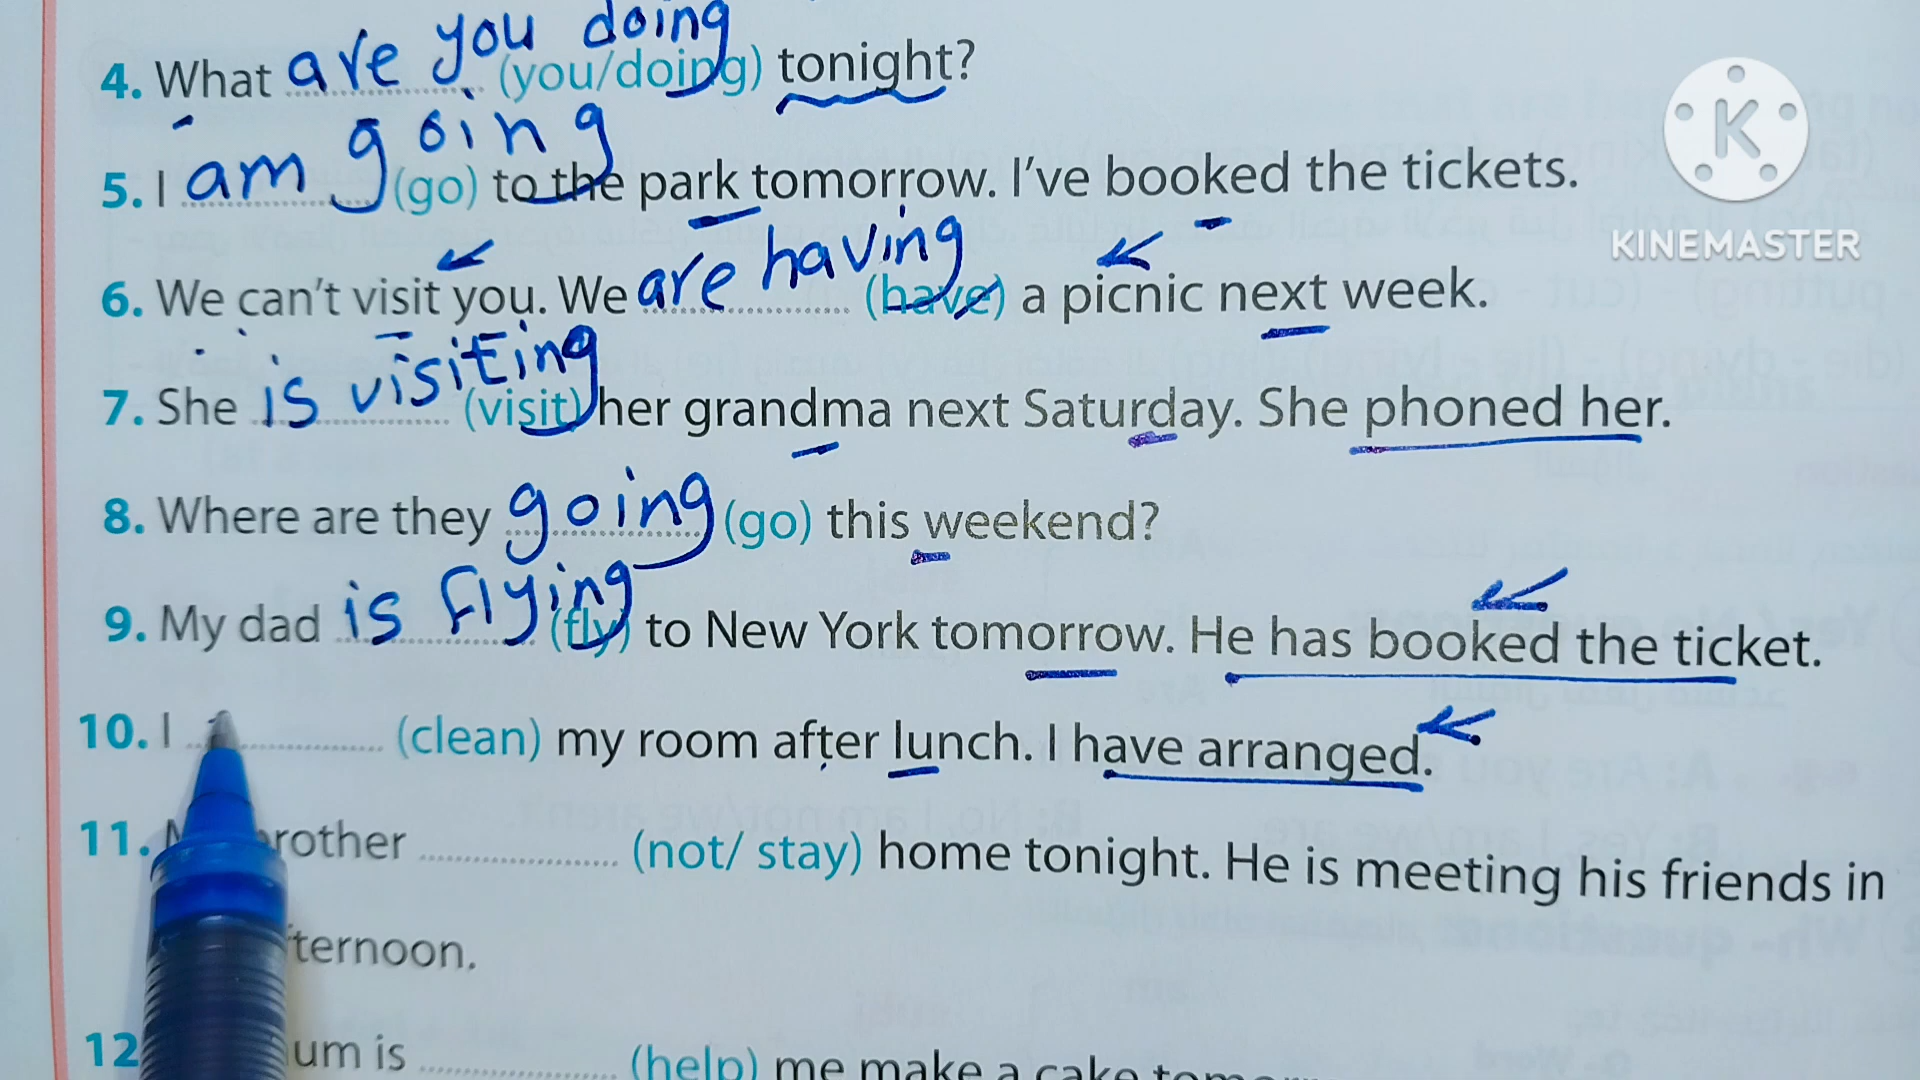 4. What are you doing (you/doing) tonight?
5. I am going (go) to the park tomorrow. I've booked the tickets.
KINEMASTER
6. We can't visit you. We are having (have) a picnic next week.
7. She is visiting (visit) her grandma next Saturday. She phoned her.
8. Where are they going (go) this weekend?
9. My dad is flying (fly) to New York tomorrow. He has booked the ticket.
10. I (clean) my room after lunch. I have arranged.
11. brother (not/ stay) home tonight. He is meeting his friends in
12 is (help) me make a cake